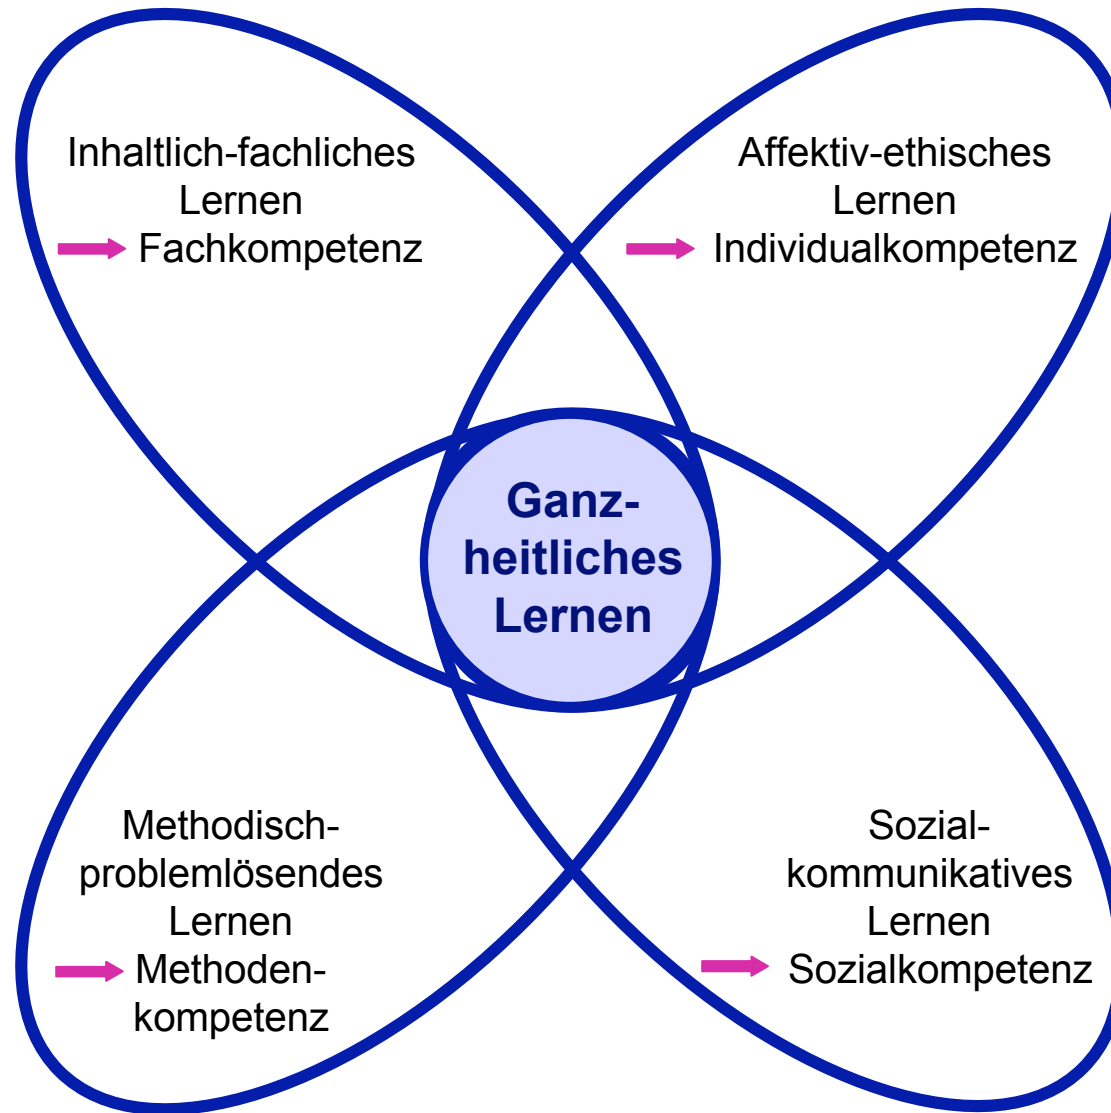 Inhaltlich-fachliches
Lernen
Fachkompetenz
Affektiv-ethisches
Lernen
Individualkompetenz
Ganz-
heitliches
Lernen
Methodisch-
problemlösendes
Lernen
Methoden-
kompetenz
Sozial-
kommunikatives
Lernen
Sozialkompetenz